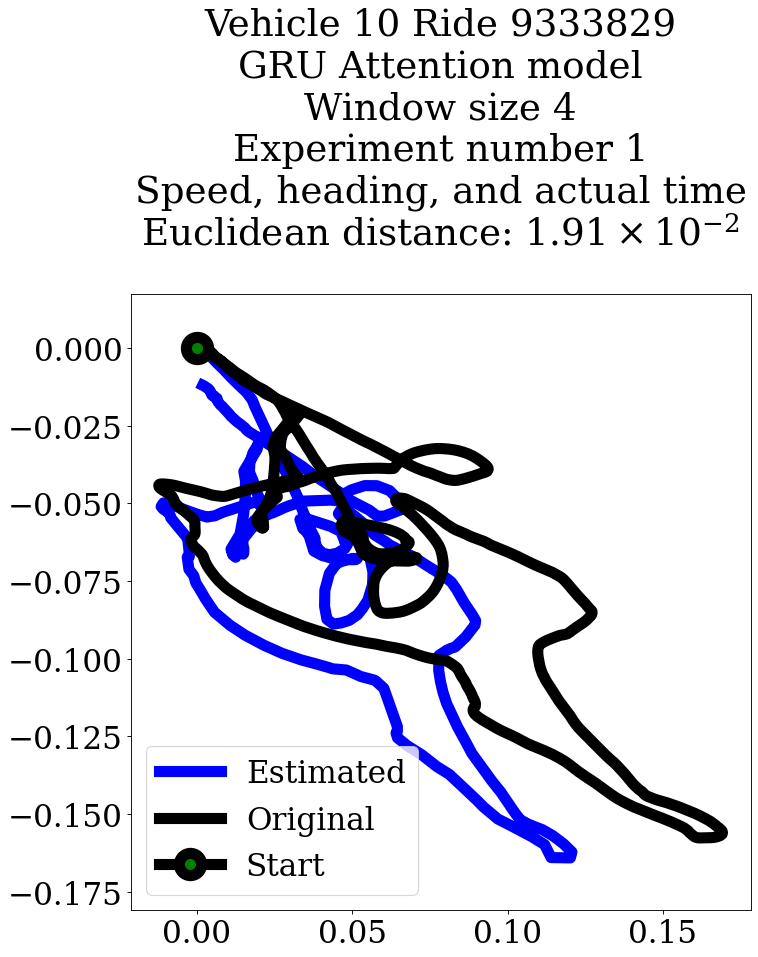 Vehicle 10 Ride 9333829
GRU Attention model
Window size 4
Experiment number 1
Speed, heading, and actual time
Euclidean distance: 1.91 × 10⁻²
0.000
−0.025
−0.050
−0.075
−0.100
−0.125
−0.150
−0.175
Estimated
Original
Start
0.00 0.05 0.10 0.15